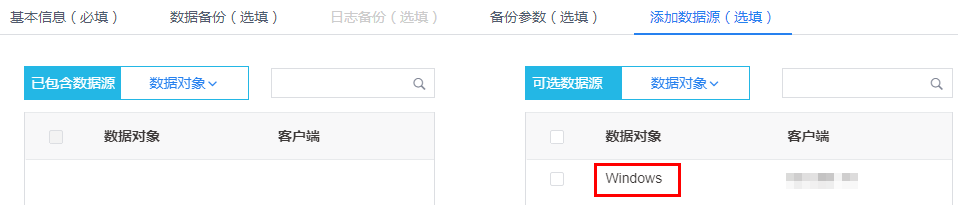 基本信息（必填） 数据备份（选填） 日志备份（选填） 备份参数（选填） 添加数据源（选填）
已包含数据源 数据对象 可选数据源 数据对象
数据对象 客户端 数据对象 客户端
Windows